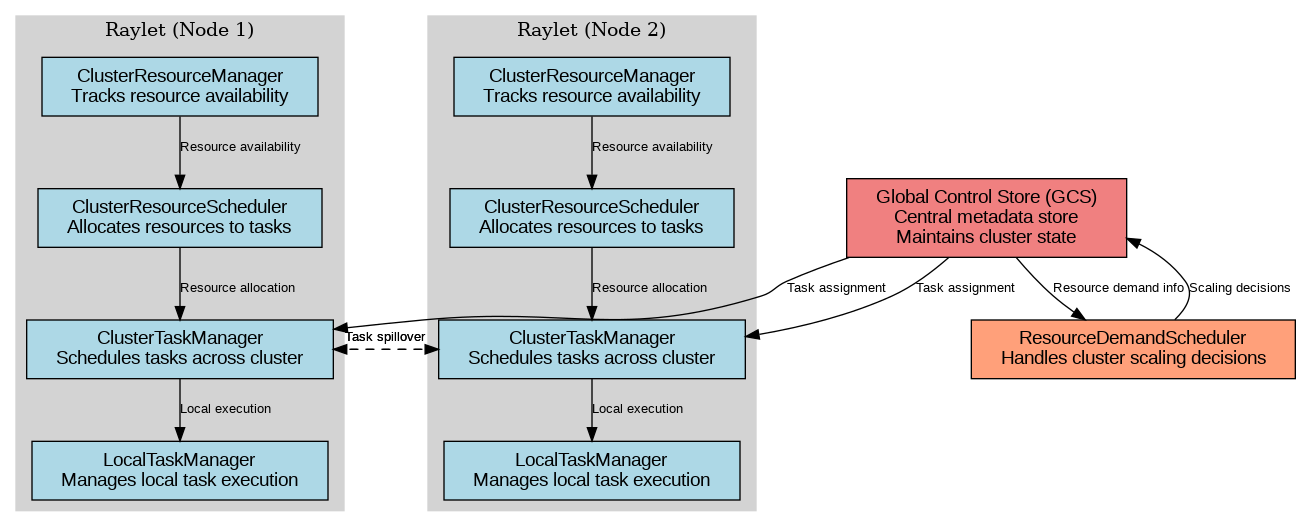 Raylet (Node 1)
ClusterResourceManager
Tracks resource availability
Resource availability
ClusterResourceScheduler
Allocates resources to tasks
Resource allocation
ClusterTaskManager
Schedules tasks across cluster
Local execution
LocalTaskManager
Manages local task execution
Task spillover
Raylet (Node 2)
ClusterResourceManager
Tracks resource availability
Resource availability
ClusterResourceScheduler
Allocates resources to tasks
Resource allocation
ClusterTaskManager
Schedules tasks across cluster
Local execution
LocalTaskManager
Manages local task execution
Global Control Store (GCS)
Central metadata store
Maintains cluster state
Task assignment
Task assignment
Resource demand info
Scaling decisions
ResourceDemandScheduler
Handles cluster scaling decisions